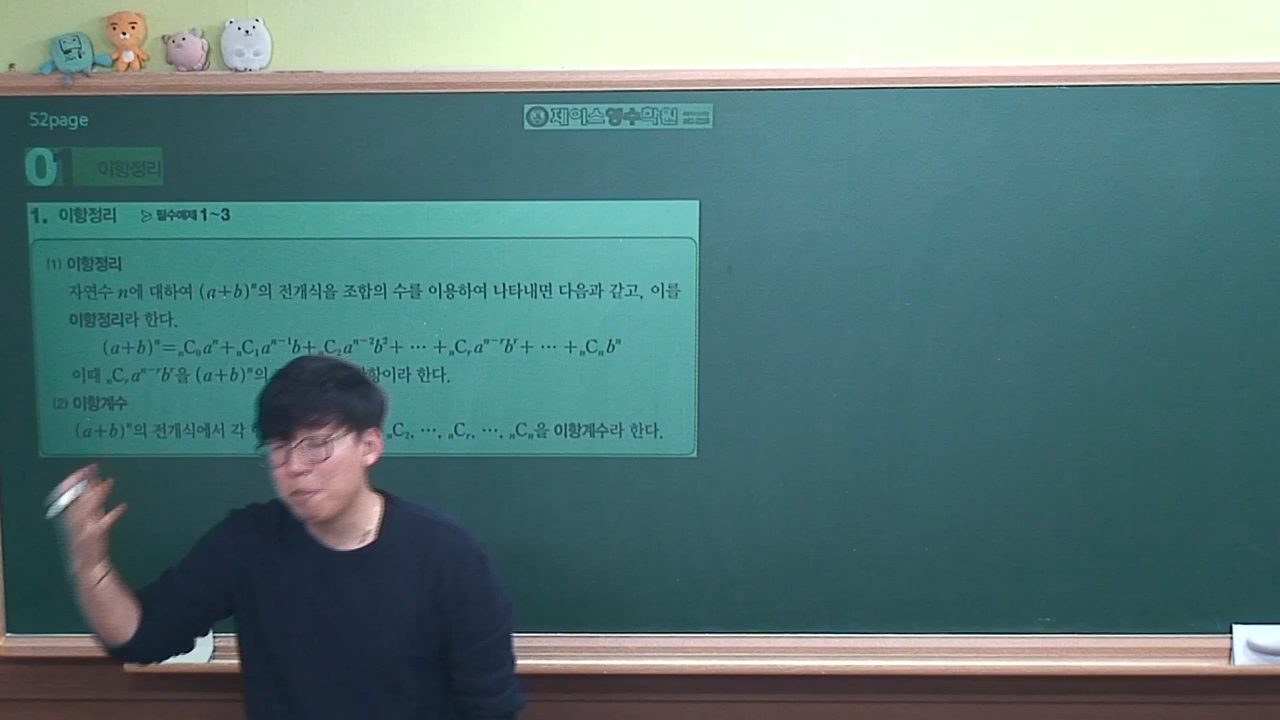 52page
제이스영수학원
01 이항정리
1. 이항정리 ▷ 필수예제 1~3
(1) 이항정리
자연수 n에 대하여 (a+b)ⁿ의 전개식을 조합의 수를 이용하여 나타내면 다음과 같고, 이를
이항정리라 한다.
(a+b)ⁿ=ₙC₀aⁿ+ₙC₁aⁿ⁻¹b+ₙC₂aⁿ⁻²b²+ ⋯ +ₙCᵣaⁿ⁻ʳbʳ+ ⋯ +ₙCₙbⁿ
이때 ₙCᵣaⁿ⁻ʳbʳ을 (a+b)ⁿ의 항이라 한다.
(2) 이항계수
(a+b)ⁿ의 전개식에서 각 ₙC₂, ⋯, ₙCᵣ, ⋯, ₙCₙ을 이항계수라 한다.